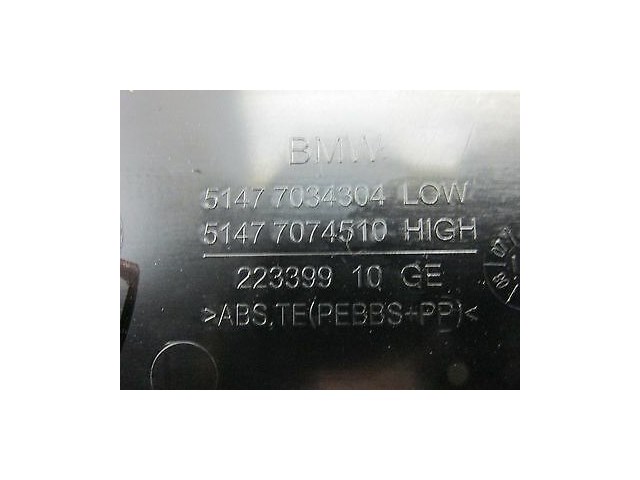 BMW
5147 7034304 LOW
5147 7074510 HIGH
223399 10 GE
>ABS,TE(PEBBS+PP)<